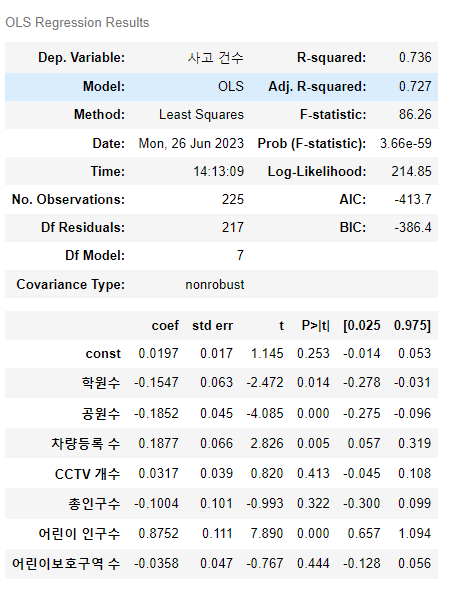 OLS Regression Results
Dep. Variable: 사고 건수 R-squared: 0.736
Model: OLS Adj. R-squared: 0.727
Method: Least Squares F-statistic: 86.26
Date: Mon, 26 Jun 2023 Prob (F-statistic): 3.66e-59
Time: 14:13:09 Log-Likelihood: 214.85
No. Observations: 225 AIC: -413.7
Df Residuals: 217 BIC: -386.4
Df Model: 7
Covariance Type: nonrobust
coef std err t P>|t| [0.025 0.975]
const 0.0197 0.017 1.145 0.253 -0.014 0.053
학원수 -0.1547 0.063 -2.472 0.014 -0.278 -0.031
공원수 -0.1852 0.045 -4.085 0.000 -0.275 -0.096
차량등록 수 0.1877 0.066 2.826 0.005 0.057 0.319
CCTV 개수 0.0317 0.039 0.820 0.413 -0.045 0.108
총인구수 -0.1004 0.101 -0.993 0.322 -0.300 0.099
어린이 인구수 0.8752 0.111 7.890 0.000 0.657 1.094
어린이보호구역 수 -0.0358 0.047 -0.767 0.444 -0.128 0.056